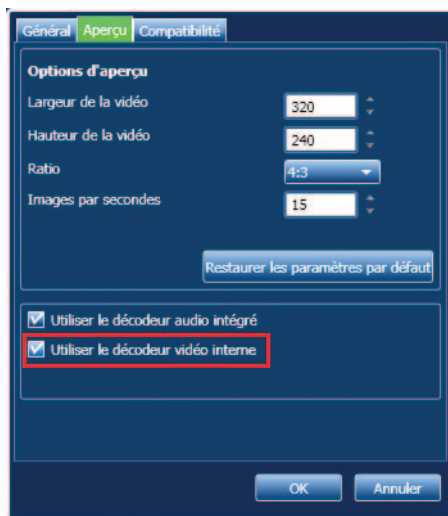 Général Aperçu Compatibilité
Options d'aperçu
Largeur de la vidéo 320
Hauteur de la vidéo 240
Ratio 4:3
Images par secondes 15
Restaurer les paramètres par défaut
Utiliser le décodeur audio intégré
Utiliser le décodeur vidéo interne
OK Annuler